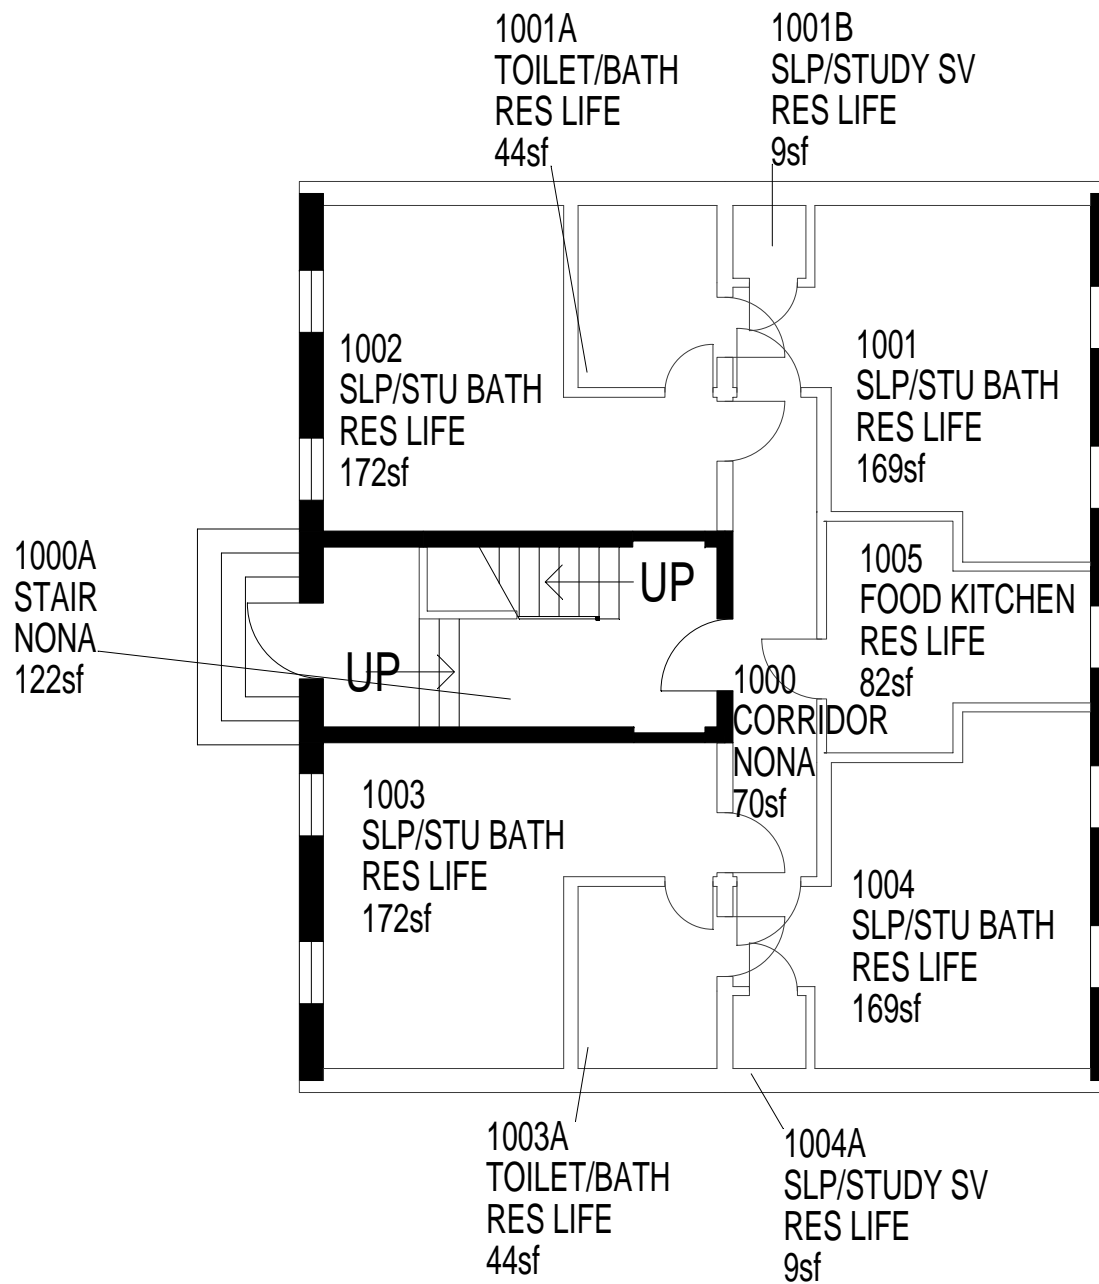 1001A
TOILET/BATH
RES LIFE
44sf
1001B
SLP/STUDY SV
RES LIFE
9sf
1002
SLP/STU BATH
RES LIFE
172sf
1001
SLP/STU BATH
RES LIFE
169sf
1000A
STAIR
NONA
122sf
UP
UP
1005
FOOD KITCHEN
RES LIFE
82sf
1000
CORRIDOR
NONA
70sf
1003
SLP/STU BATH
RES LIFE
172sf
1004
SLP/STU BATH
RES LIFE
169sf
1003A
TOILET/BATH
RES LIFE
44sf
1004A
SLP/STUDY SV
RES LIFE
9sf